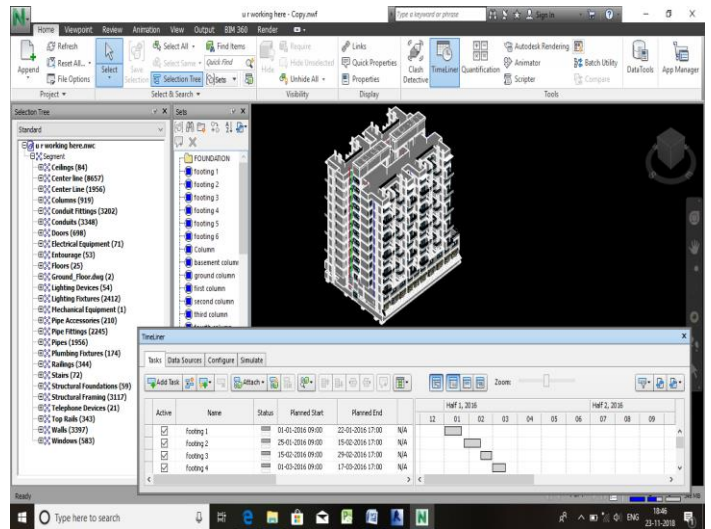 u r working here - Copy.nwf
Type a keyword or phrase
Sign In
Home Viewpoint Review Animation View Output BIM 360 Render
Append
Refresh
Reset All...
File Options
Project
Select
Save Selection
Select All
Select Same
Selection Tree
Find Items
Quick Find
Sets
Select & Search
Hide
Require
Hide Unselected
Unhide All
Visibility
Links
Quick Properties
Properties
Display
Clash Detective
TimeLiner
Quantification
Autodesk Rendering
Animator
Scripter
Batch Utility
Compare
Tools
DataTools
App Manager
Selection Tree
Standard
u r working here.nwc
Segment
Ceilings (84)
Center line (8657)
Center Line (1956)
Columns (919)
Conduit Fittings (3202)
Conduits (3348)
Doors (698)
Electrical Equipment (71)
Entourage (53)
Floors (25)
Ground_Floor.dwg (2)
Lighting Devices (54)
Lighting Fixtures (2412)
Mechanical Equipment (1)
Pipe Accessories (210)
Pipe Fittings (2245)
Pipes (1956)
Plumbing Fixtures (174)
Railings (344)
Stairs (72)
Structural Foundations (59)
Structural Framing (3117)
Telephone Devices (21)
Top Rails (343)
Walls (3397)
Windows (583)
Sets
FOUNDATION
footing 1
footing 2
footing 3
footing 4
footing 5
footing 6
Column
basement column
ground column
first column
second column
third column
TimeLiner
Tasks Data Sources Configure Simulate
Add Task
Attach
Zoom:
Active Name Status Planned Start Planned End
Half 1, 2016 Half 2, 2016
12 01 02 03 04 05 06 07 08 09
footing 1 01-01-2016 09:00 22-01-2016 17:00 N/A
footing 2 25-01-2016 09:00 15-02-2016 17:00 N/A
footing 3 15-02-2016 09:00 29-02-2016 17:00 N/A
footing 4 01-03-2016 09:00 17-03-2016 17:00 N/A
Ready
Type here to search
ENG
18:46
23-11-2018